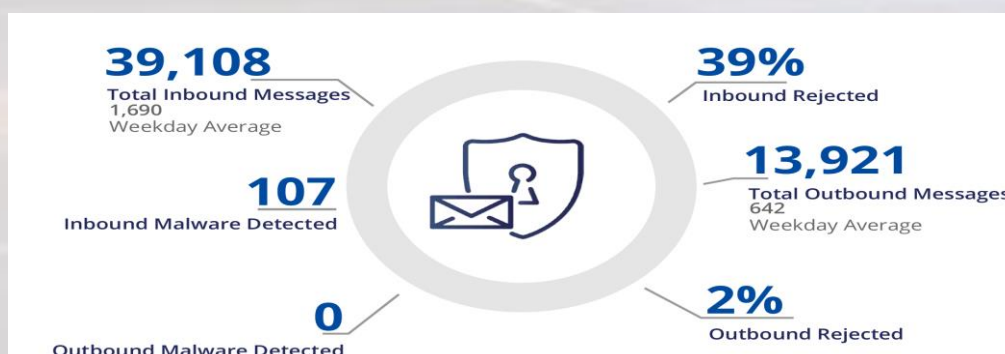 39,108
Total Inbound Messages
1,690
Weekday Average
107
Inbound Malware Detected
0
Outbound Malware Detected
39%
Inbound Rejected
13,921
Total Outbound Messages
642
Weekday Average
2%
Outbound Rejected